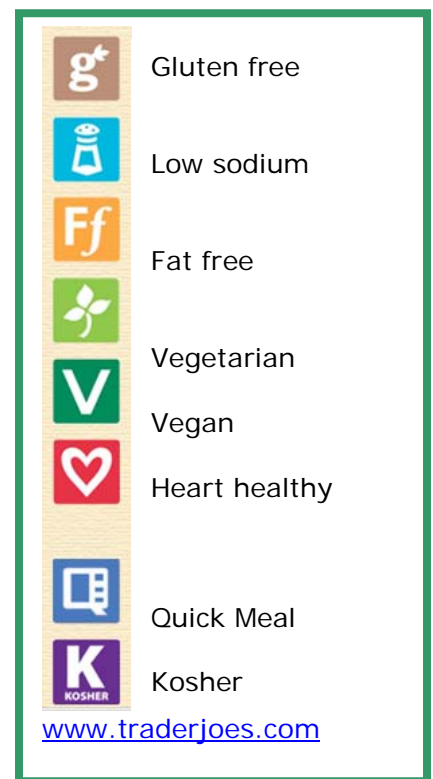 g Gluten free
Low sodium
Ff Fat free
Vegetarian
V Vegan
Heart healthy
Quick Meal
K KOSHER Kosher
www.traderjoes.com